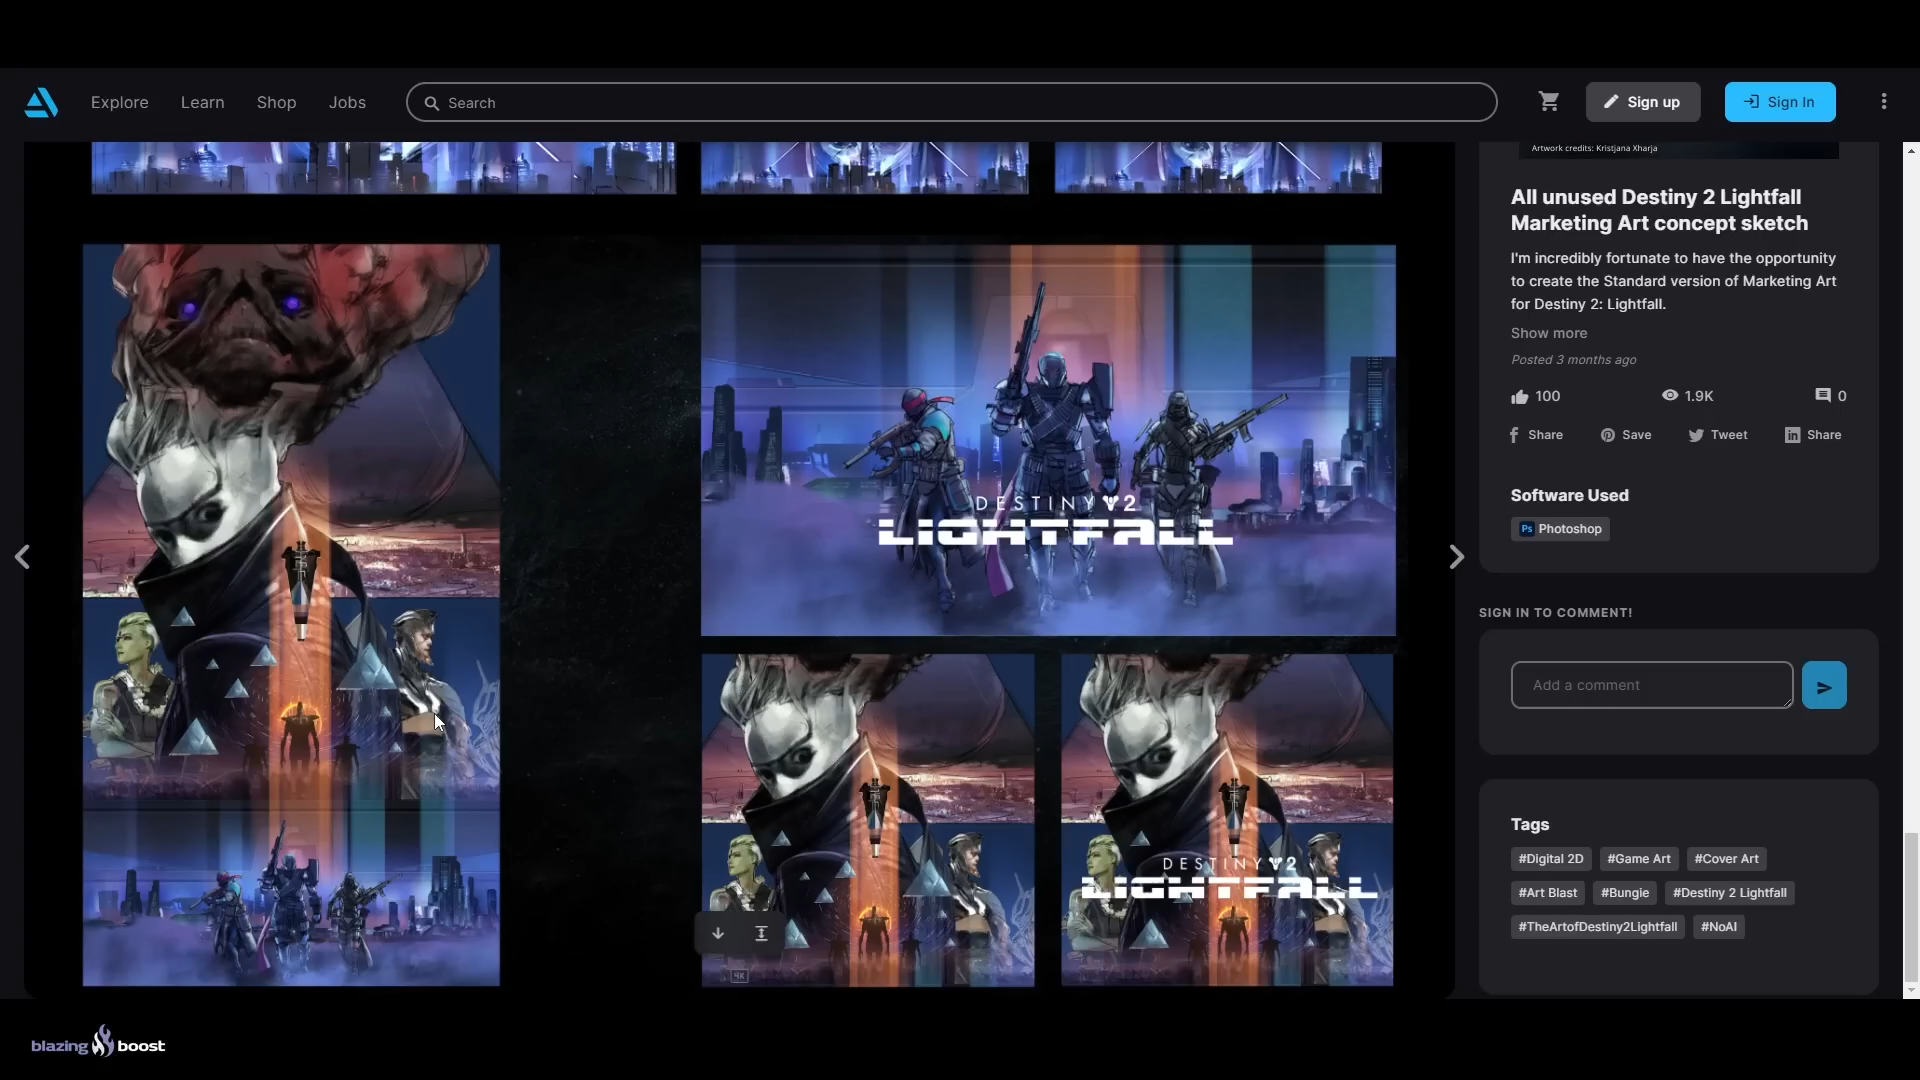 Explore
Learn
Shop
Jobs
Search
Sign up
Sign In
Artwork credits: Kristjana Xharja
All unused Destiny 2 Lightfall
Marketing Art concept sketch
I'm incredibly fortunate to have the opportunity
to create the Standard version of Marketing Art
for Destiny 2: Lightfall.
Show more
Posted 3 months ago
100
1.9K
0
Share
Save
Tweet
Share
Software Used
Ps Photoshop
SIGN IN TO COMMENT!
Add a comment
Tags
#Digital 2D
#Game Art
#Cover Art
#Art Blast
#Bungie
#Destiny 2 Lightfall
#TheArtofDestiny2Lightfall
#NoAI
DESTINY 2
LIGHTFALL
DESTINY 2
LIGHTFALL
4K
blazing boost